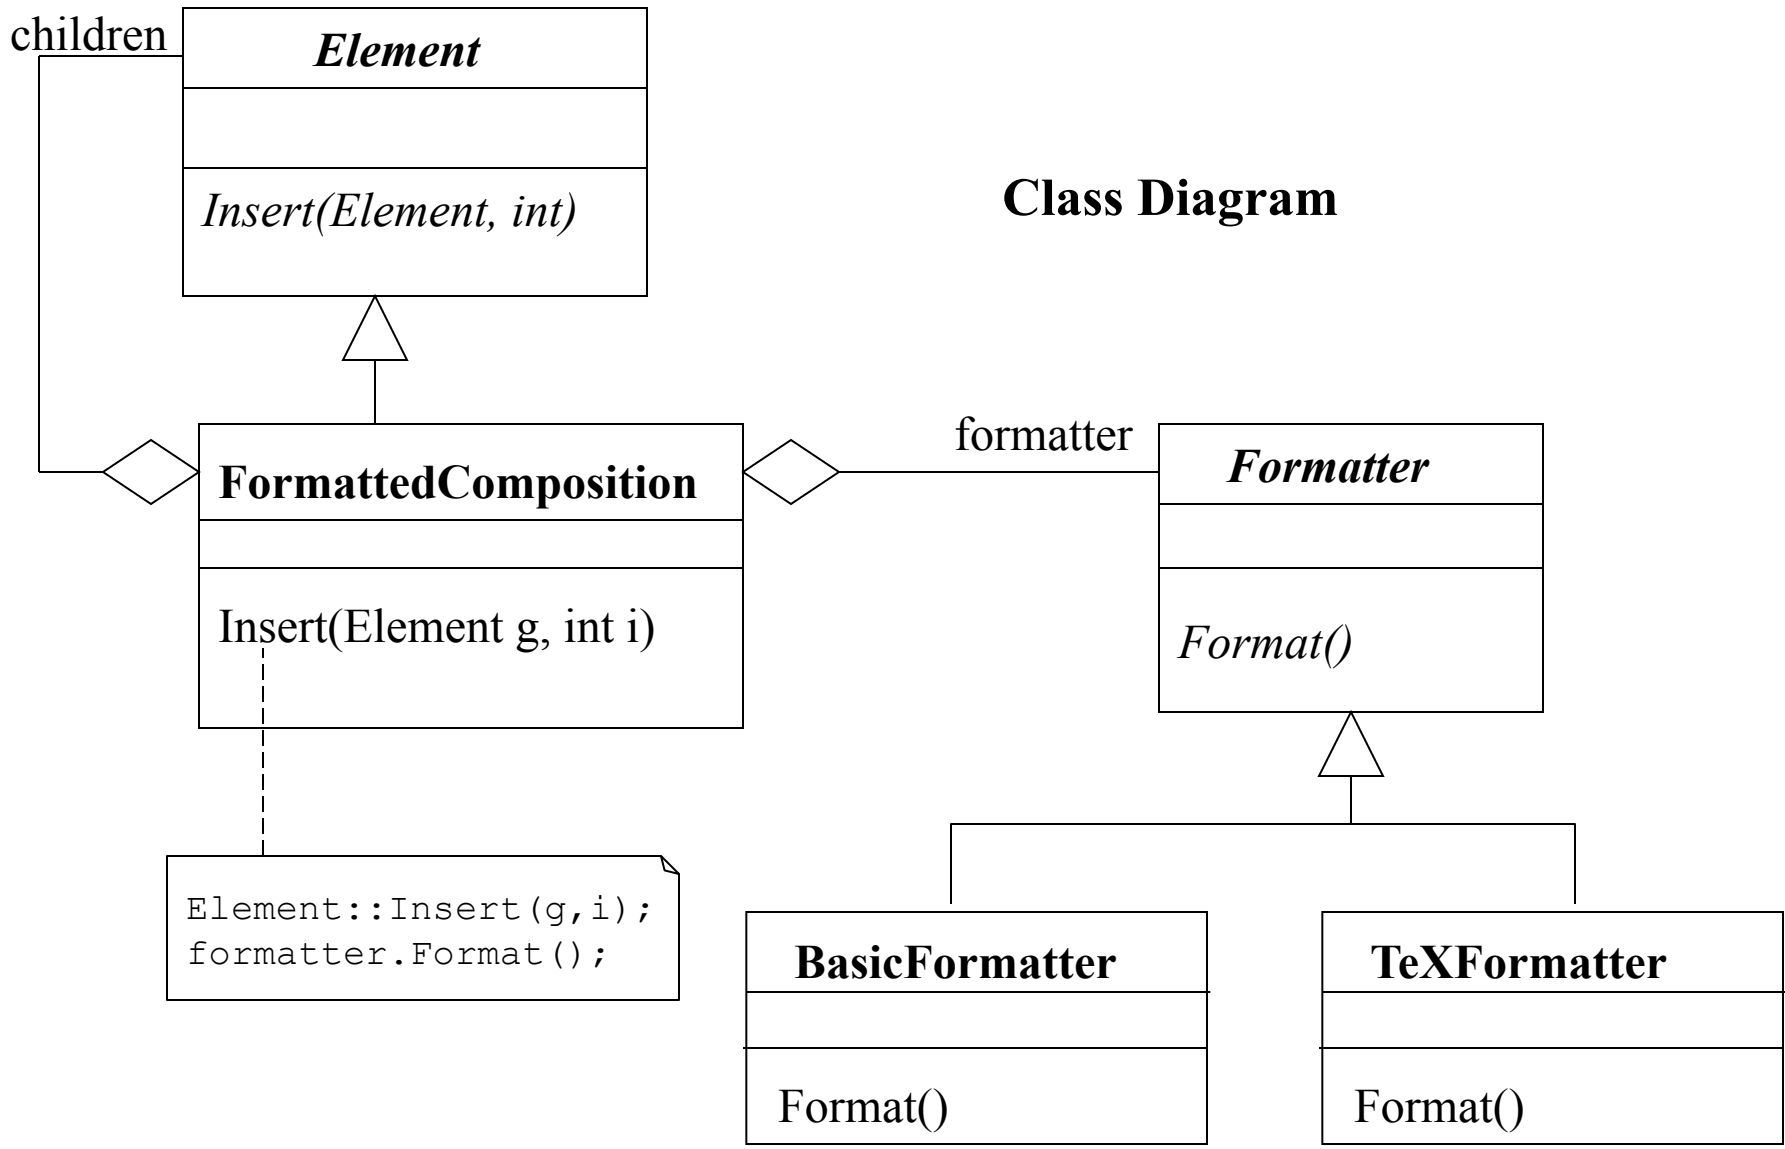 children
Element
Insert(Element, int)
Class Diagram
FormattedComposition
Insert(Element g, int i)
formatter
Formatter
Format()
Element::Insert(g,i);
formatter.Format();
BasicFormatter
Format()
TeXFormatter
Format()